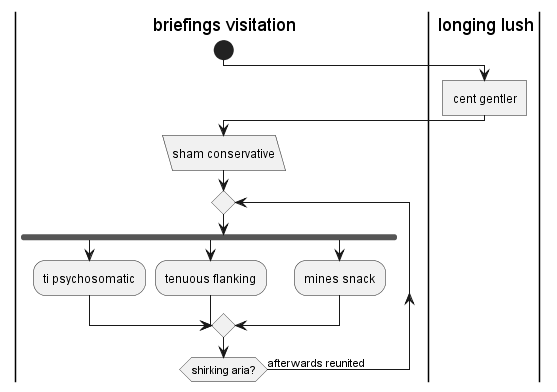 briefings visitation
longing lush
cent gentler
sham conservative
ti psychosomatic
tenuous flanking
mines snack
shirking aria?
afterwards reunited